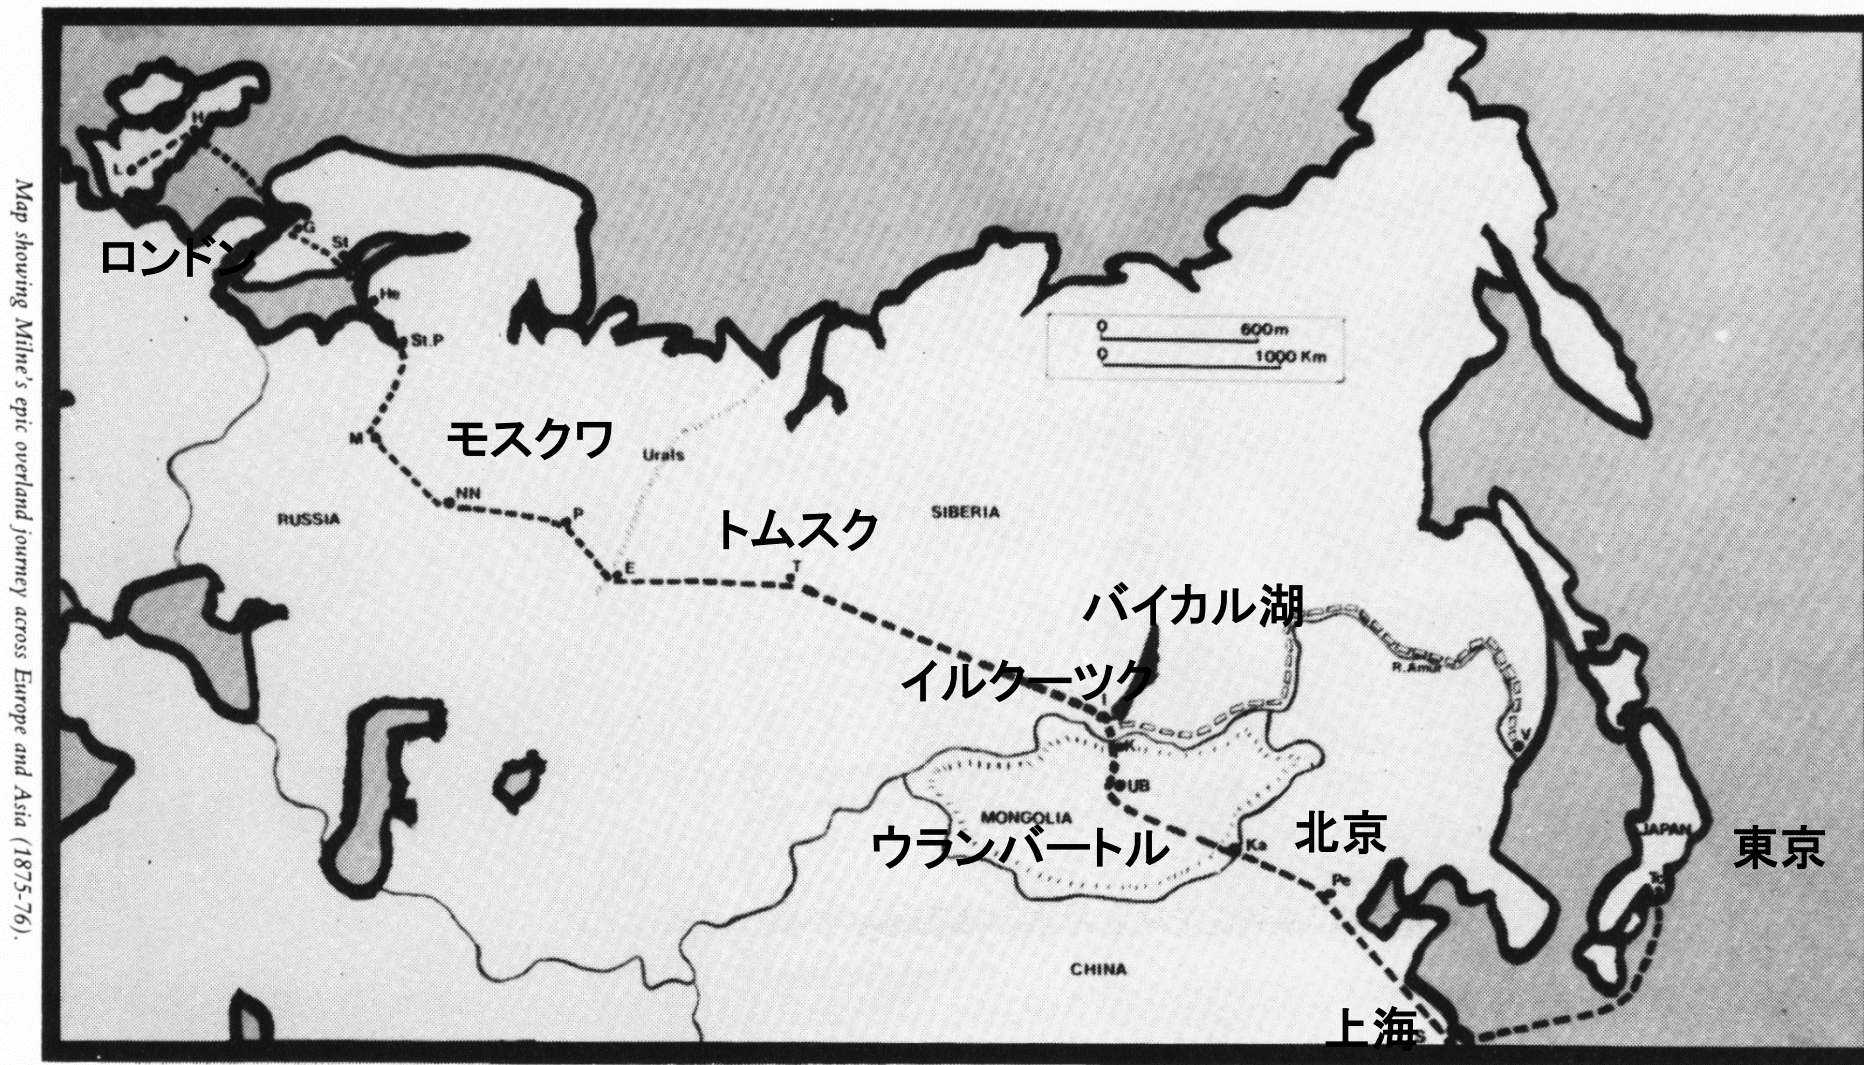 Map showing Milne's epic overland journey across Europe and Asia (1875-76).
H
L
ロンドン
G
St
He
St.P
0 600m
0 1000 Km
M
モスクワ
Urals
NN
RUSSIA
P
トムスク
SIBERIA
E
T
バイカル湖
R.Amur
イルクーツク
I
V
K
UB
MONGOLIA
ウランバートル
Ka
北京
JAPAN
東京
Pe
To
CHINA
上海
S